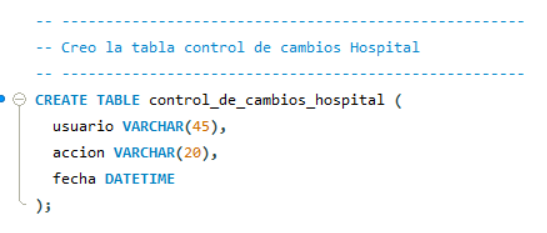 -- -------------------------------------------------------
-- Creo la tabla control de cambios Hospital
-- -------------------------------------------------------
CREATE TABLE control_de_cambios_hospital (
usuario VARCHAR(45),
accion VARCHAR(20),
fecha DATETIME
);